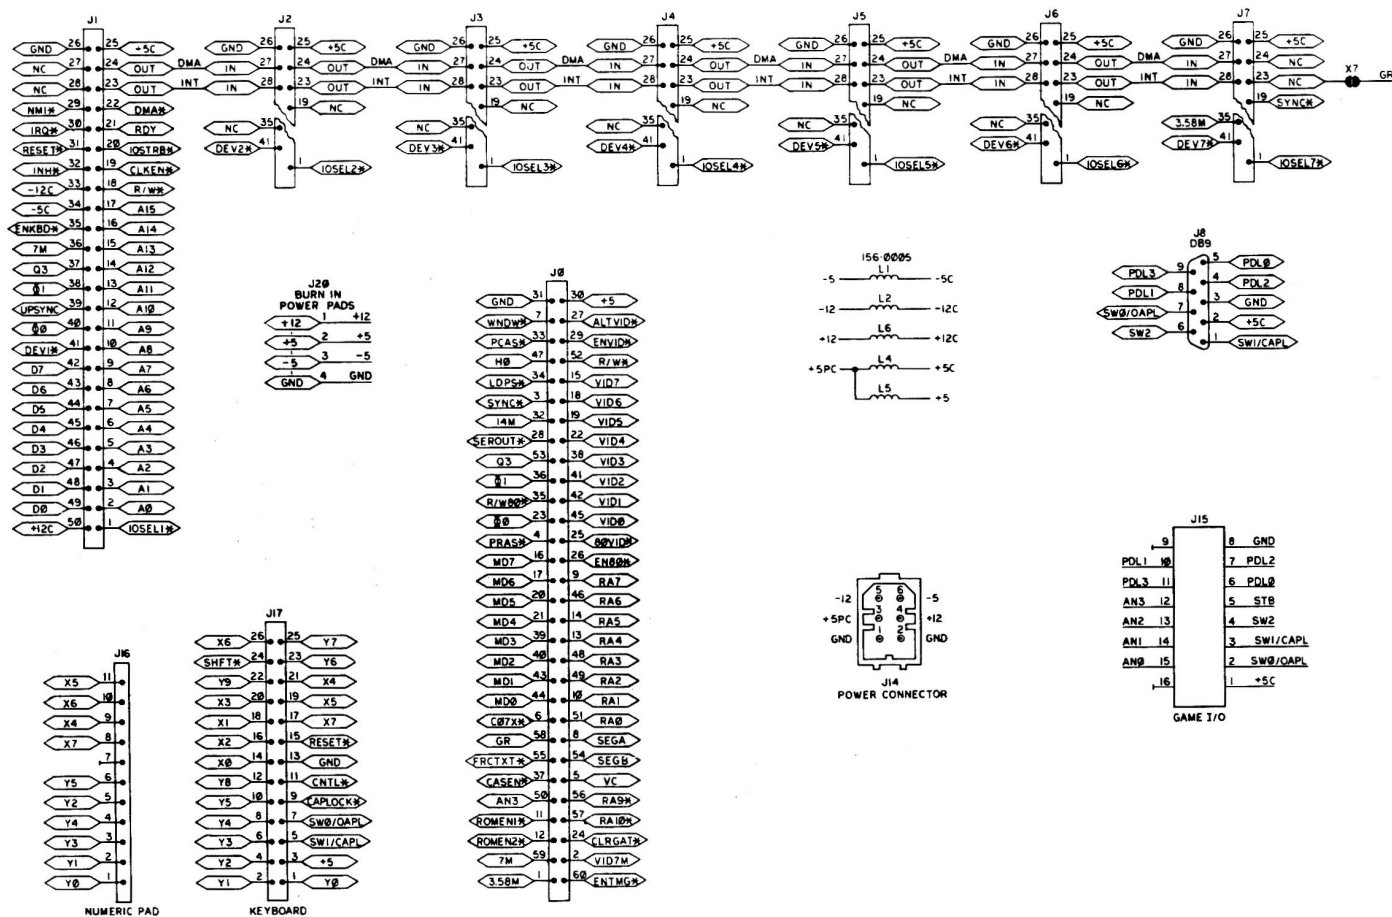 J1 J2 J3 J4 J5 J6 J7
GND 26 25 +5C
NC 27 24 OUT DMA
NC 28 23 OUT INT
NMI* 29 22 DMA*
IRQ* 30 21 RDY
RESET* 31 20 IOSTRB*
INH* 32 19 CLKEN*
-12C 33 18 R/W*
-5C 34 17 A15
ENKBD* 35 16 A14
7M 36 15 A13
Q3 37 14 A12
Φ1 38 13 A11
UPSYNC 39 12 A10
Φ0 40 11 A9
DEV1* 41 10 A8
D7 42 9 A7
D6 43 8 A6
D5 44 7 A5
D4 45 6 A4
D3 46 5 A3
D2 47 4 A2
D1 48 3 A1
D0 49 2 A0
+12C 50 1 IOSEL1*
GND 26 25 +5C
IN 27 24 OUT DMA
IN 28 23 OUT INT
19 NC
NC 35
DEV2* 41
1 IOSEL2*
GND 26 25 +5C
IN 27 24 OUT DMA
IN 28 23 OUT INT
19 NC
NC 35
DEV3* 41
1 IOSEL3*
GND 26 25 +5C
IN 27 24 OUT DMA
IN 28 23 OUT INT
19 NC
NC 35
DEV4* 41
1 IOSEL4*
GND 26 25 +5C
IN 27 24 OUT DMA
IN 28 23 OUT INT
19 NC
NC 35
DEV5* 41
1 IOSEL5*
GND 26 25 +5C
IN 27 24 OUT DMA
IN 28 23 OUT INT
19 NC
NC 35
DEV6* 41
1 IOSEL6*
GND 26 25 +5C
IN 27 24 NC
IN 28 23 NC X7 GR
19 SYNC*
3.58M 35
DEV7* 41
1 IOSEL7*
J20
BURN IN
POWER PADS
+12 1 +12
+5 2 +5
-5 3 -5
GND 4 GND
J0
GND 31 30 +5
WNDW* 7 27 ALTVID*
PCAS* 33 29 ENVID*
H0 47 52 R/W*
LDPS* 34 15 VID7
SYNC* 3 18 VID6
14M 32 19 VID5
SEROUT* 28 22 VID4
Q3 53 38 VID3
Φ1 36 41 VID2
R/W80* 35 42 VID1
Φ0 23 45 VID0
PRAS* 4 25 80VID*
MD7 16 26 EN80*
MD6 17 9 RA7
MD5 20 46 RA6
MD4 21 14 RA5
MD3 39 13 RA4
MD2 40 48 RA3
MD1 43 49 RA2
MD0 44 10 RA1
C07X* 6 51 RA0
GR 58 8 SEGA
FRCTXT* 55 54 SEGB
CASEN* 37 5 VC
AN3 50 56 RA9*
ROMEN1* 11 57 RA10*
ROMEN2* 12 24 CLRGAT*
7M 59 2 VID7M
3.58M 1 60 ENTMG*
156-0005
-5 L1 -5C
-12 L2 -12C
+12 L6 +12C
+5PC L4 +5C
L5 +5
J8
DB9
5 PDL0
PDL3 9
4 PDL2
PDL1 8
3 GND
SW0/OAPL 7
2 +5C
SW2 6
1 SW1/CAPL
J16
X5 11
X6 10
X4 9
X7 8
7
Y5 6
Y2 5
Y4 4
Y3 3
Y1 2
Y0 1
NUMERIC PAD
J17
X6 26 25 Y7
SHFT* 24 23 Y6
Y9 22 21 X4
X3 20 19 X5
X1 18 17 X7
X2 16 15 RESET*
X0 14 13 GND
Y8 12 11 CNTL*
Y5 10 9 CAPLOCK*
Y4 8 7 SW0/OAPL
Y3 6 5 SW1/CAPL
Y2 4 3 +5
Y1 2 1 Y0
KEYBOARD
-12 5 6 -5
+5PC 3 4 +12
GND 1 2 GND
J14
POWER CONNECTOR
J15
9 8 GND
PDL1 10 7 PDL2
PDL3 11 6 PDL0
AN3 12 5 STB
AN2 13 4 SW2
AN1 14 3 SW1/CAPL
AN0 15 2 SW0/OAPL
16 1 +5C
GAME I/O